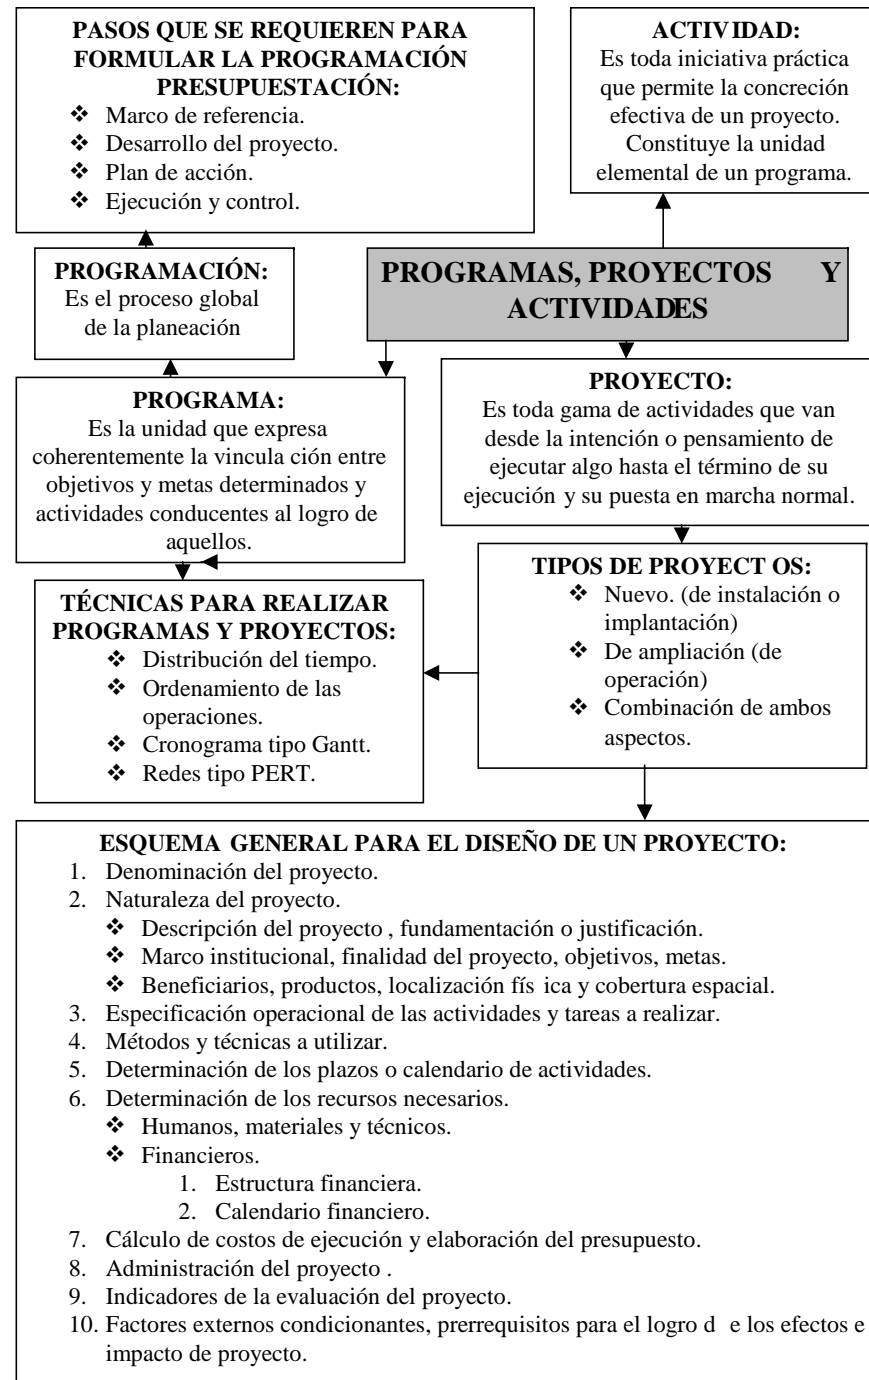 PASOS QUE SE REQUIEREN PARA
FORMULAR LA PROGRAMACIÓN
PRESUPUESTACIÓN:
❖ Marco de referencia.
❖ Desarrollo del proyecto.
❖ Plan de acción.
❖ Ejecución y control.
ACTIVIDAD:
Es toda iniciativa práctica
que permite la concreción
efectiva de un proyecto.
Constituye la unidad
elemental de un programa.
PROGRAMACIÓN:
Es el proceso global
de la planeación
PROGRAMAS, PROYECTOS Y
ACTIVIDADES
PROGRAMA:
Es la unidad que expresa
coherentemente la vincula ción entre
objetivos y metas determinados y
actividades conducentes al logro de
aquellos.
PROYECTO:
Es toda gama de actividades que van
desde la intención o pensamiento de
ejecutar algo hasta el término de su
ejecución y su puesta en marcha normal.
TÉCNICAS PARA REALIZAR
PROGRAMAS Y PROYECTOS:
❖ Distribución del tiempo.
❖ Ordenamiento de las
operaciones.
❖ Cronograma tipo Gantt.
❖ Redes tipo PERT.
TIPOS DE PROYECT OS:
❖ Nuevo. (de instalación o
implantación)
❖ De ampliación (de
operación)
❖ Combinación de ambos
aspectos.
ESQUEMA GENERAL PARA EL DISEÑO DE UN PROYECTO:
1. Denominación del proyecto.
2. Naturaleza del proyecto.
❖ Descripción del proyecto , fundamentación o justificación.
❖ Marco institucional, finalidad del proyecto, objetivos, metas.
❖ Beneficiarios, productos, localización fís ica y cobertura espacial.
3. Especificación operacional de las actividades y tareas a realizar.
4. Métodos y técnicas a utilizar.
5. Determinación de los plazos o calendario de actividades.
6. Determinación de los recursos necesarios.
❖ Humanos, materiales y técnicos.
❖ Financieros.
1. Estructura financiera.
2. Calendario financiero.
7. Cálculo de costos de ejecución y elaboración del presupuesto.
8. Administración del proyecto .
9. Indicadores de la evaluación del proyecto.
10. Factores externos condicionantes, prerrequisitos para el logro d e los efectos e
impacto de proyecto.